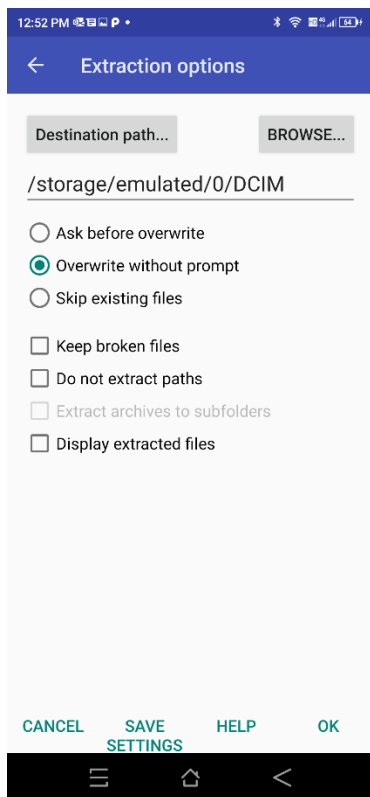 12:52 PM
Extraction options
Destination path...
BROWSE...
/storage/emulated/0/DCIM
Ask before overwrite
Overwrite without prompt
Skip existing files
Keep broken files
Do not extract paths
Extract archives to subfolders
Display extracted files
CANCEL
SAVE
SETTINGS
HELP
OK